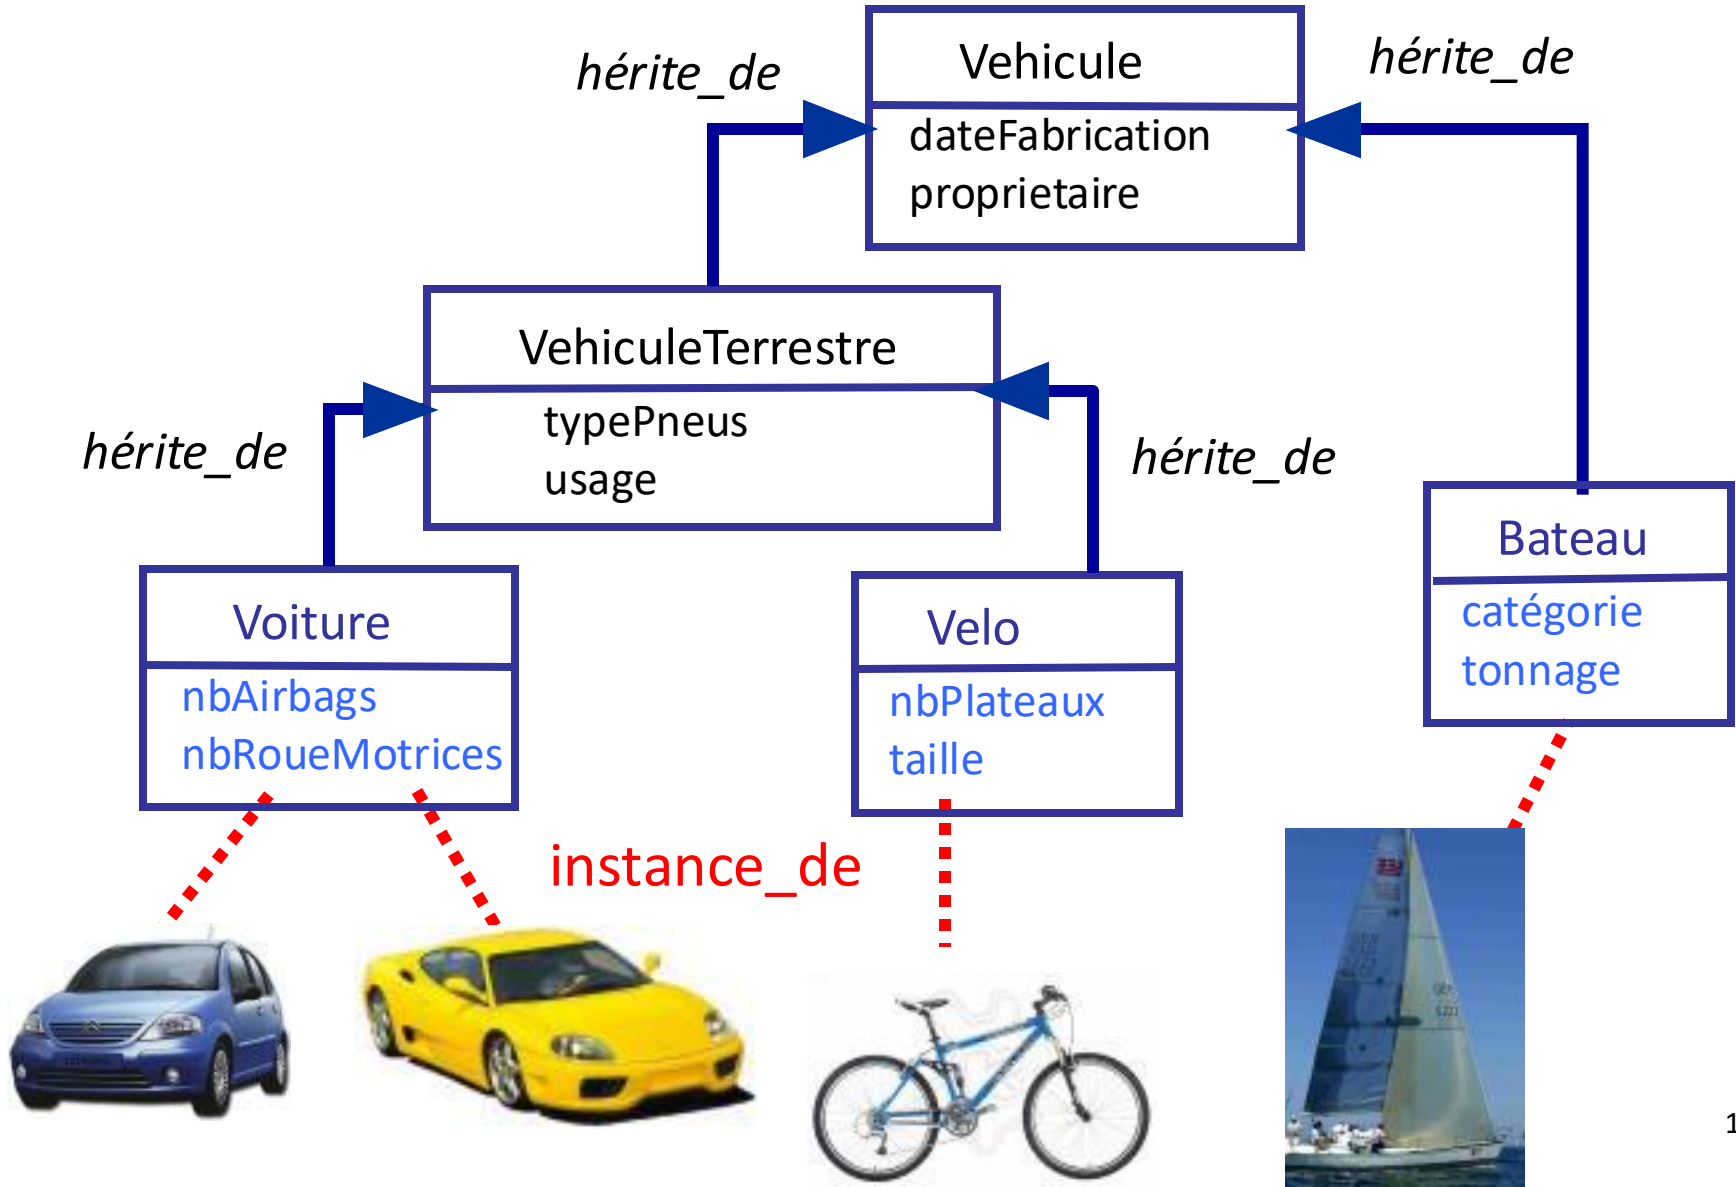 hérite_de
Vehicule
hérite_de
dateFabrication
proprietaire
VehiculeTerrestre
typePneus
usage
hérite_de
hérite_de
Bateau
catégorie
tonnage
Voiture
nbAirbags
nbRoueMotrices
Velo
nbPlateaux
taille
instance_de
1